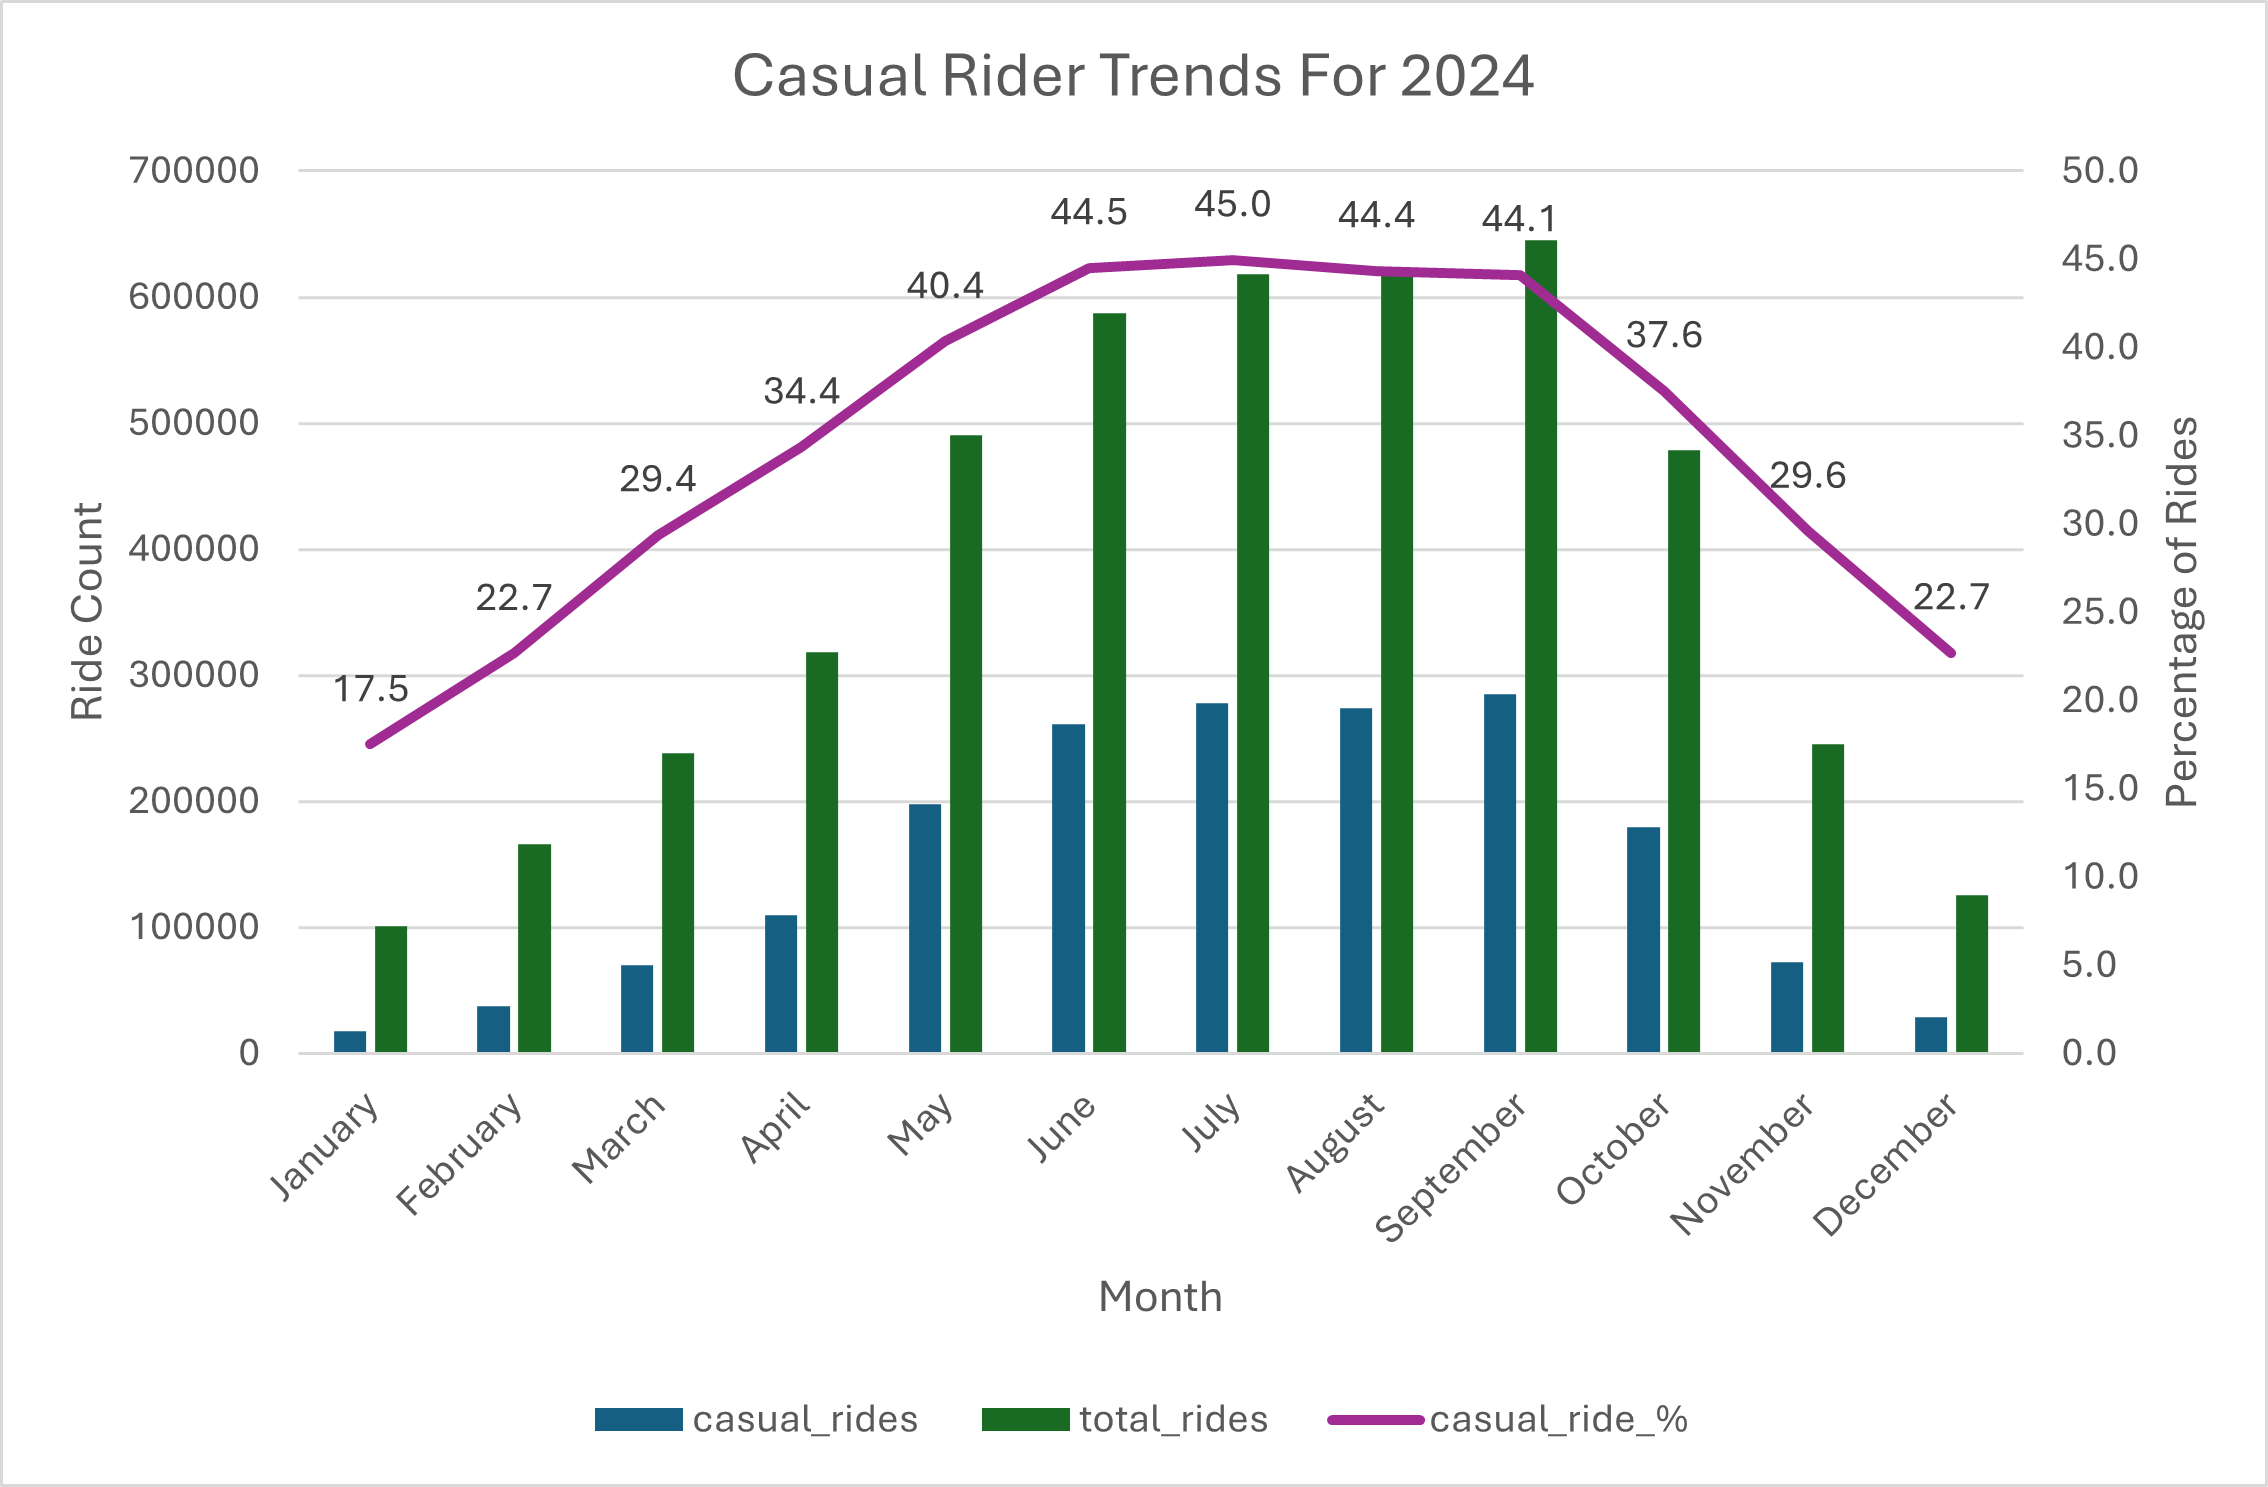 Casual Rider Trends For 2024
700000
600000
500000
400000
300000
200000
100000
0
Ride Count
17.5
22.7
29.4
34.4
40.4
44.5
45.0
44.4
44.1
37.6
29.6
22.7
50.0
45.0
40.0
35.0
30.0
25.0
20.0
15.0
10.0
5.0
0.0
Percentage of Rides
January
February
March
April
May
June
July
August
September
October
November
December
Month
casual_rides
total_rides
casual_ride_%